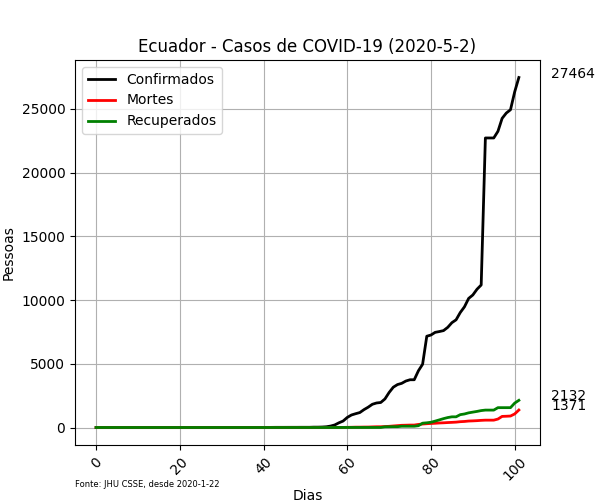 Ecuador - Casos de COVID-19 (2020-5-2)
Confirmados
Mortes
Recuperados
27464
25000
20000
15000
10000
5000
0
2132
1371
Pessoas
0
20
40
60
80
100
Fonte: JHU CSSE, desde 2020-1-22
Dias